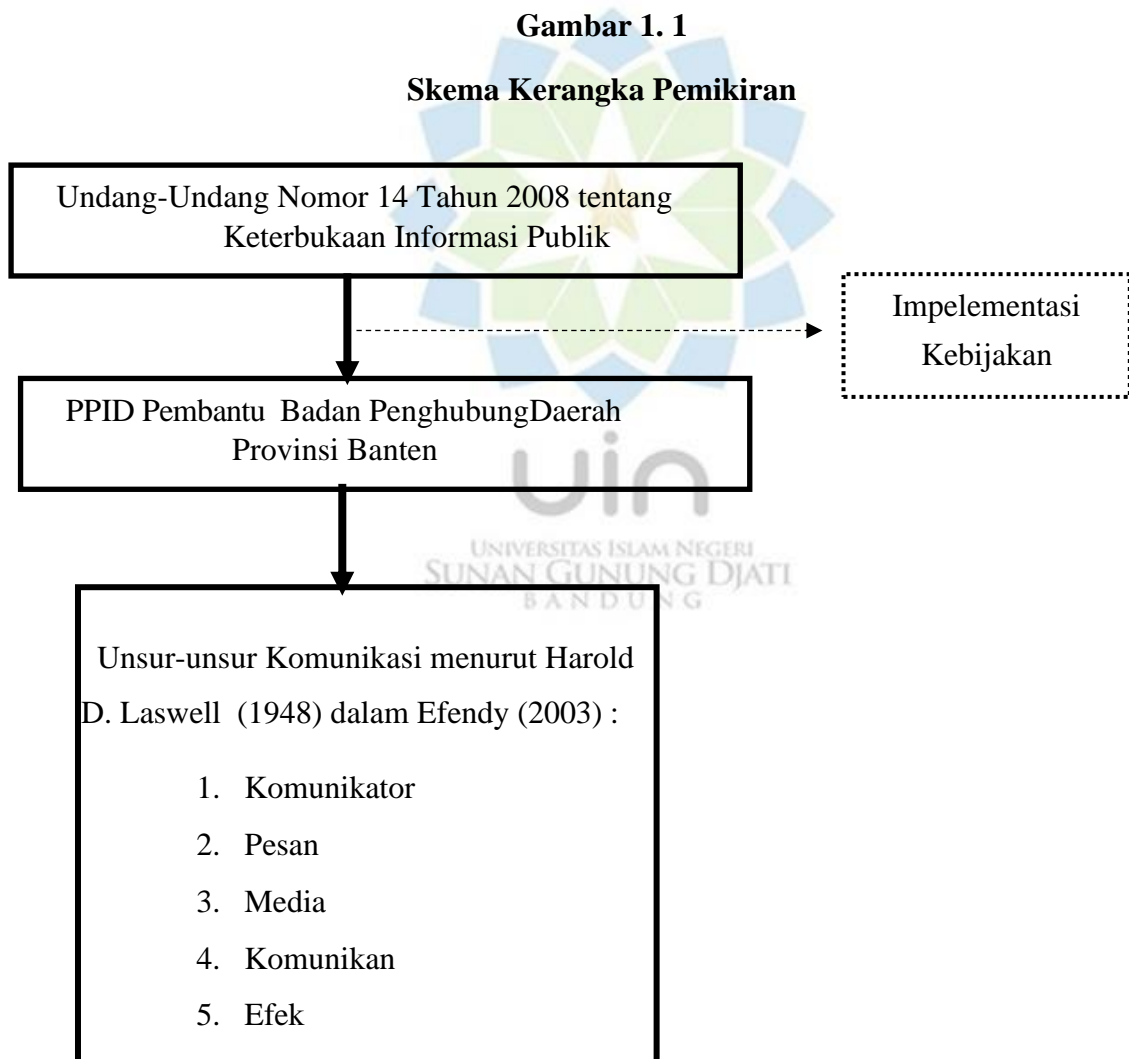 Gambar 1. 1
Skema Kerangka Pemikiran
Undang-Undang Nomor 14 Tahun 2008 tentang
Keterbukaan Informasi Publik
Impelementasi
Kebijakan
PPID Pembantu Badan PenghubungDaerah
Provinsi Banten
uin
UNIVERSITAS ISLAM NEGERI
SUNAN GUNUNG DJATI
BANDUNG
Unsur-unsur Komunikasi menurut Harold
D. Laswell (1948) dalam Efendy (2003) :
1. Komunikator
2. Pesan
3. Media
4. Komunikan
5. Efek